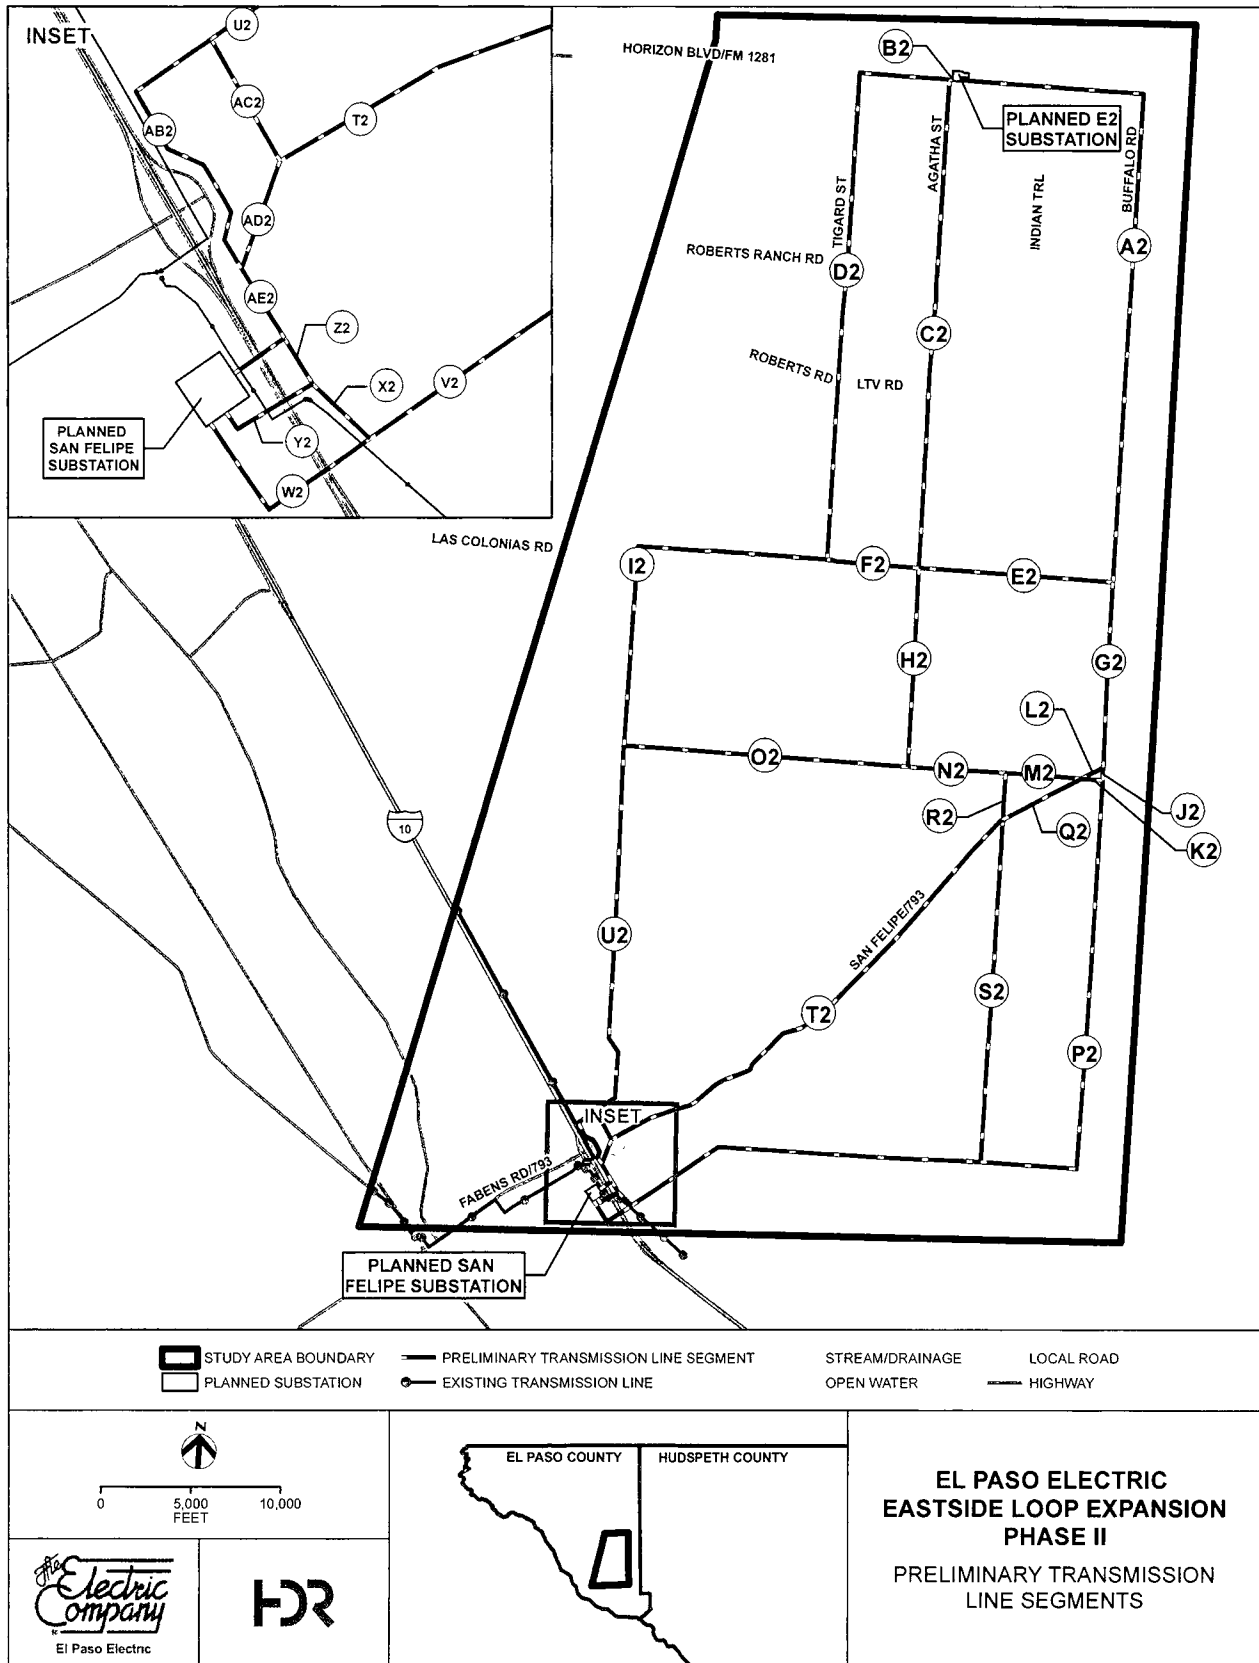 INSET
U2
AC2
AB2
T2
AD2
AE2
Z2
X2
V2
PLANNED
SAN FELIPE
SUBSTATION
Y2
W2
HORIZON BLVD/FM 1281
B2
PLANNED E2
SUBSTATION
TIGARD ST
AGATHA ST
INDIAN TRL
BUFFALO RD
A2
ROBERTS RANCH RD
D2
C2
ROBERTS RD
LTV RD
LAS COLONIAS RD
I2
F2
E2
H2
G2
L2
O2
N2
M2
J2
R2
Q2
K2
10
U2
SAN FELIPE/793
S2
T2
P2
INSET
FABENS RD/793
PLANNED SAN
FELIPE SUBSTATION
STUDY AREA BOUNDARY
PRELIMINARY TRANSMISSION LINE SEGMENT
STREAM/DRAINAGE
LOCAL ROAD
PLANNED SUBSTATION
EXISTING TRANSMISSION LINE
OPEN WATER
HIGHWAY
N
0 5,000 10,000
FEET
EL PASO COUNTY
HUDSPETH COUNTY
EL PASO ELECTRIC
EASTSIDE LOOP EXPANSION
PHASE II
PRELIMINARY TRANSMISSION
LINE SEGMENTS
The
Electric
Company
El Paso Electric
HDR